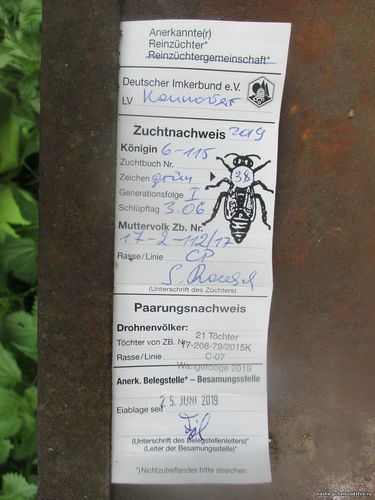 Anerkannte(r)
Reinzüchter*
Reinzüchtergemeinschaft*
Deutscher Imkerbund e.V.
LV Hannover
Zuchtnachweis 2019
Königin 6-115
Zuchtbuch Nr.
Zeichen grün 38
Generationsfolge I
Schlüpftag 3.06
Muttervolk Zb. Nr.
17-2-112/17
Rasse/Linie CP
(Unterschrift des Züchters)
Paarungsnachweis
Drohnenvölker: 21 Töchter
Töchter von ZB. Nr. 17-208-79/2015K
Rasse/Linie C-07
Wangerooge 2019
Anerk. Belegstelle* – Besamungsstelle
Eiablage seit 25. JUNI 2019
(Unterschrift des Belegstellenleiters)*
(Leiter der Besamungsstelle)*
*)Nichtzutreffendes bitte streichen.